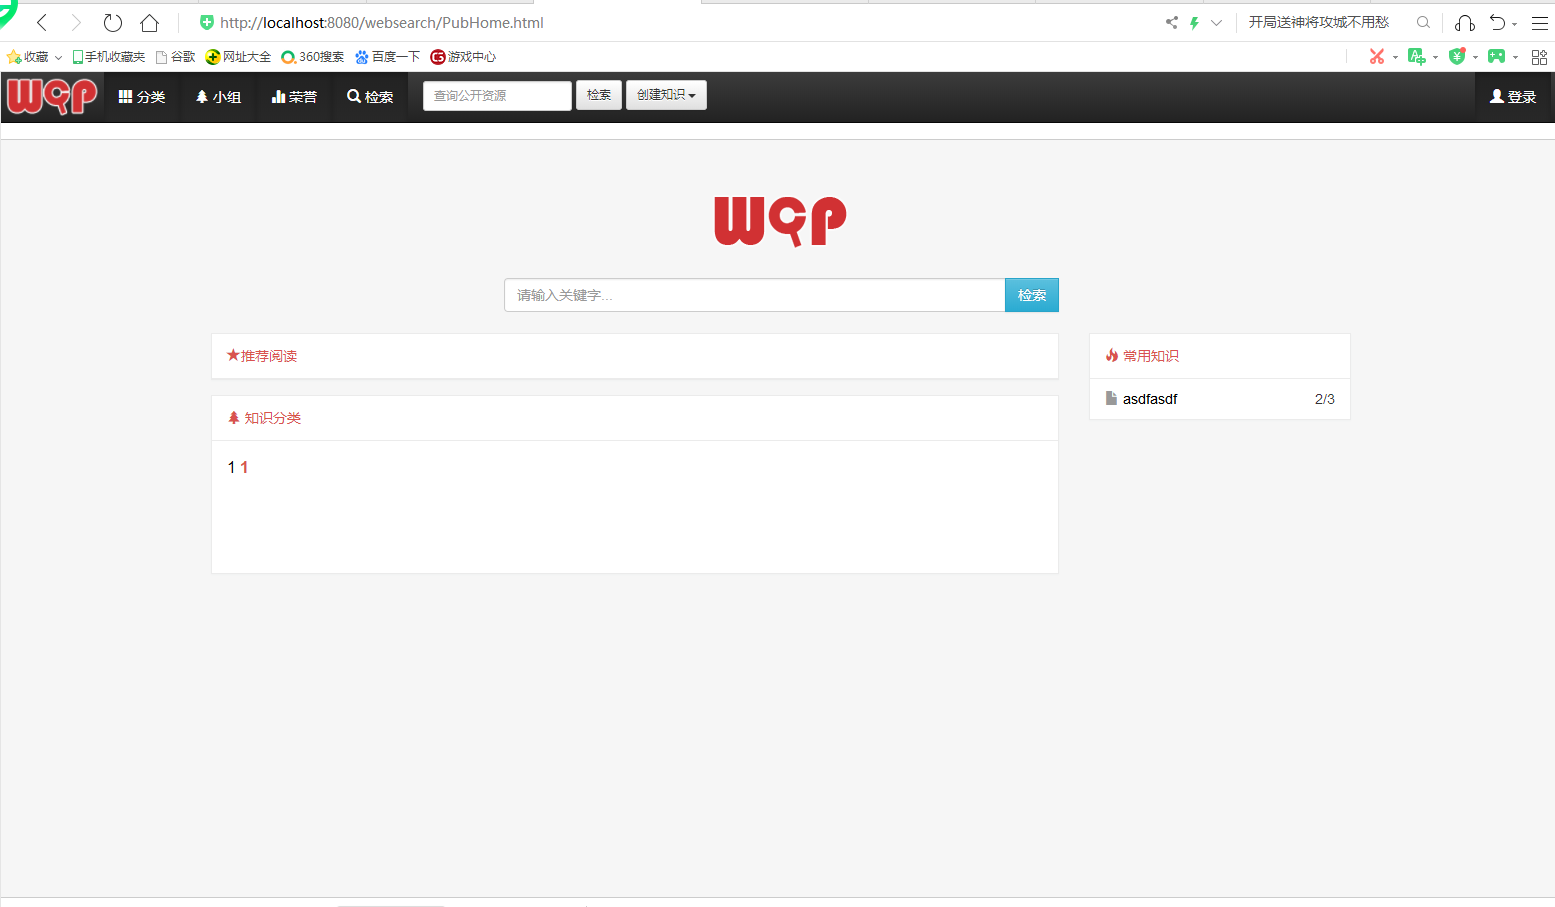 http://localhost:8080/websearch/PubHome.html 开局送神将攻城不用愁
收藏 手机收藏夹 谷歌 网址大全 360搜索 百度一下 游戏中心
WCP 分类 小组 荣誉 检索 查询公开资源 检索 创建知识 登录
WCP
请输入关键字... 检索
推荐阅读
常用知识
asdfasdf 2/3
知识分类
1 1